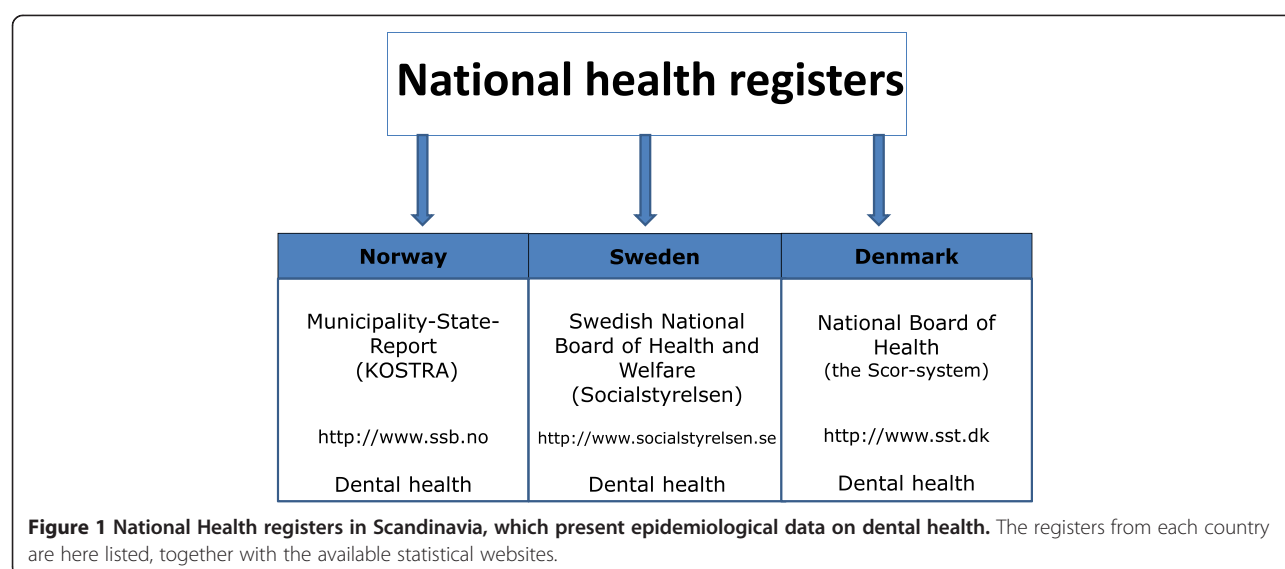 National health registers
Norway
Sweden
Denmark
Municipality-State-
Report
(KOSTRA)
http://www.ssb.no
Dental health
Swedish National
Board of Health and
Welfare
(Socialstyrelsen)
http://www.socialstyrelsen.se
Dental health
National Board of
Health
(the Scor-system)
http://www.sst.dk
Dental health
Figure 1 National Health registers in Scandinavia, which present epidemiological data on dental health. The registers from each country
are here listed, together with the available statistical websites.